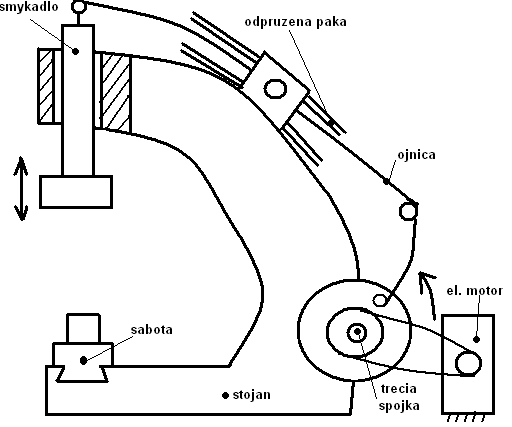 smykadlo
odpruzena paka
ojnica
el. motor
sabota
trecia
spojka
stojan